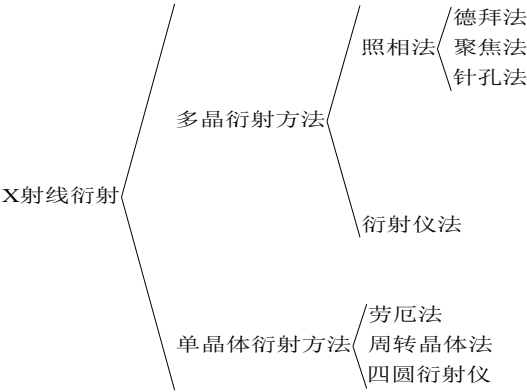 德拜法
照相法
聚焦法
针孔法
多晶衍射方法
X射线衍射
衍射仪法
劳厄法
单晶体衍射方法
周转晶体法
四圆衍射仪